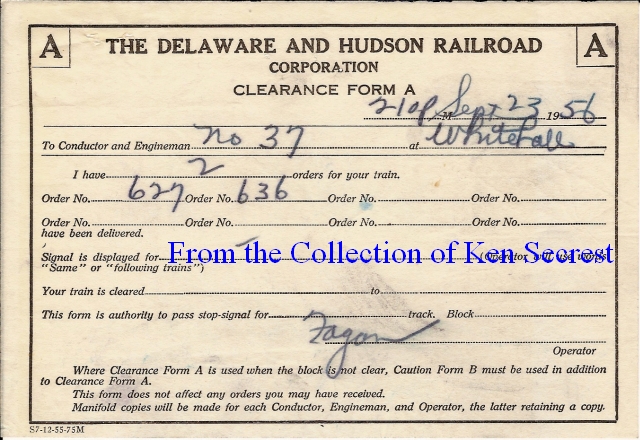 A THE DELAWARE AND HUDSON RAILROAD A
CORPORATION
CLEARANCE FORM A
210 P M Sept 23 1956
To Conductor and Engineman No 37 at Whitehall
I have 2 orders for your train.
Order No. 627 Order No. 636 Order No. Order No.
Order No. Order No. Order No. Order No.
have been delivered.
From the Collection of Ken Secrest
Signal is displayed for (Operator will use words
"Same" or "following trains")
Your train is cleared to
This form is authority to pass stop-signal for track. Block
Fagan
Operator
Where Clearance Form A is used when the block is not clear, Caution Form B must be used in addition
to Clearance Form A.
This form does not affect any orders you may have received.
Manifold copies will be made for each Conductor, Engineman, and Operator, the latter retaining a copy.
S7-12-55-75M